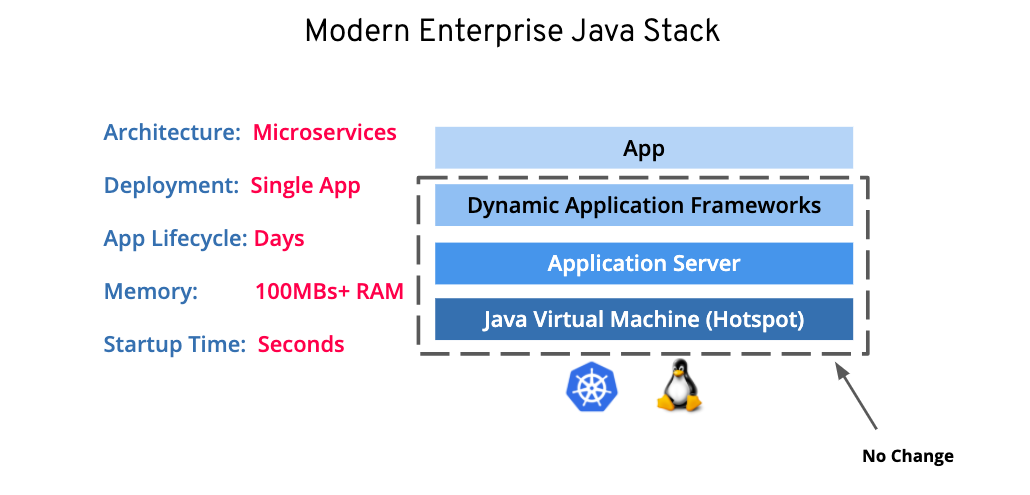 Modern Enterprise Java Stack
Architecture: Microservices
Deployment: Single App
App Lifecycle: Days
Memory: 100MBs+ RAM
Startup Time: Seconds
App
Dynamic Application Frameworks
Application Server
Java Virtual Machine (Hotspot)
No Change